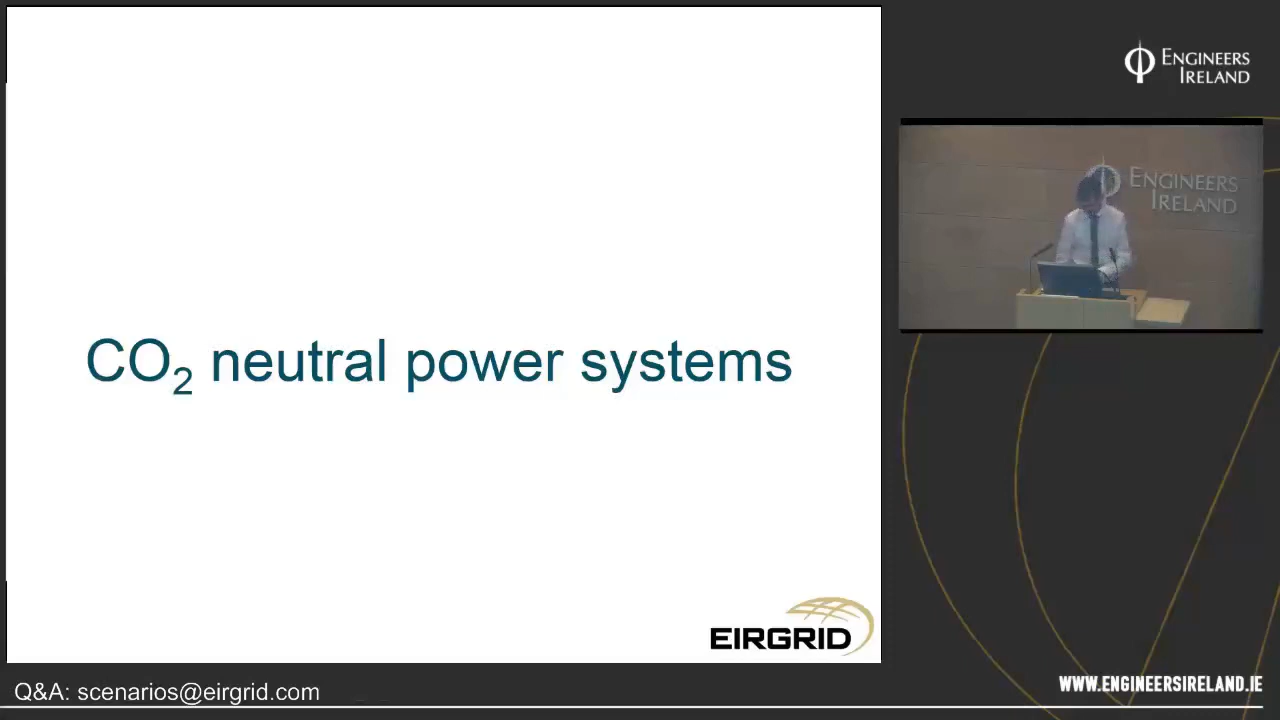 CO₂ neutral power systems
EIRGRID
Q&A: scenarios@eirgrid.com
ENGINEERS
IRELAND
ENGINEERS
IRELAND
WWW.ENGINEERSIRELAND.IE